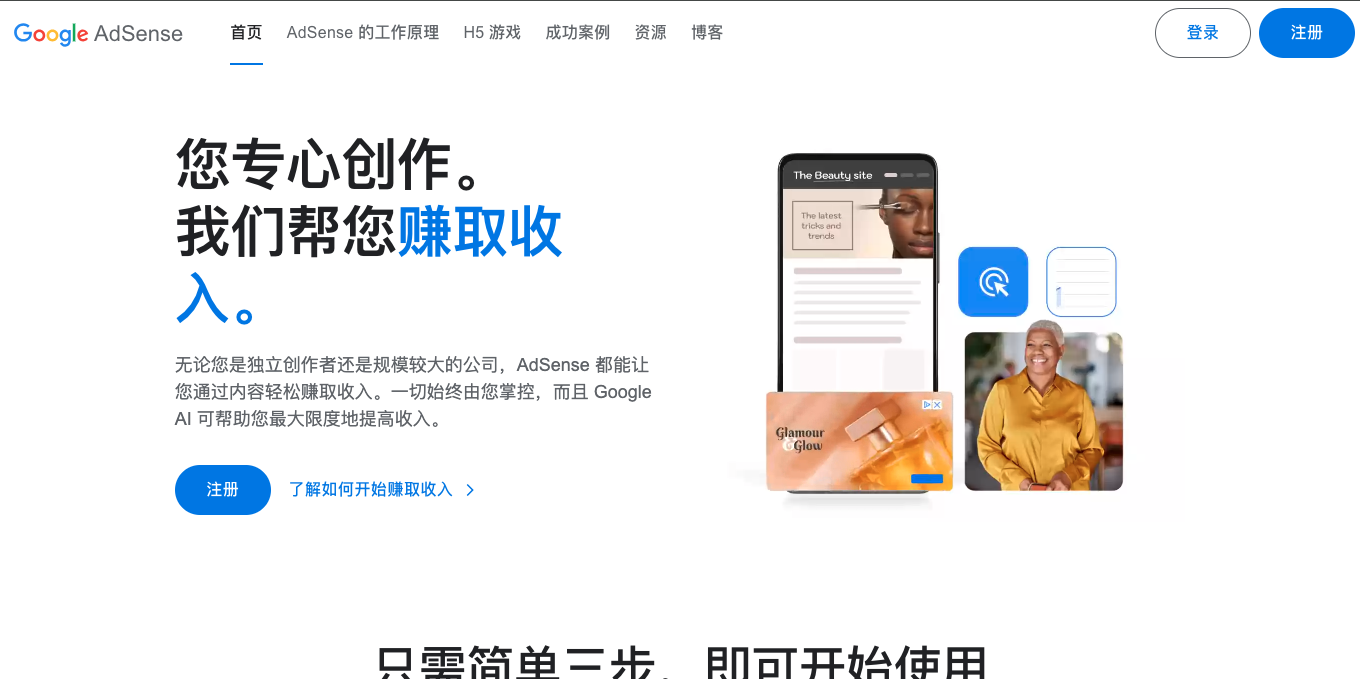 Google AdSense
首页
AdSense 的工作原理
H5 游戏
成功案例
资源
博客
登录
注册
您专心创作。
我们帮您赚取收
入。
无论您是独立创作者还是规模较大的公司，AdSense 都能让
您通过内容轻松赚取收入。一切始终由您掌控，而且 Google
AI 可帮助您最大限度地提高收入。
注册
了解如何开始赚取收入
The Beauty site
The latest
tricks and
trends
Glamour
& Glow
只需简单三步，即可开始使用